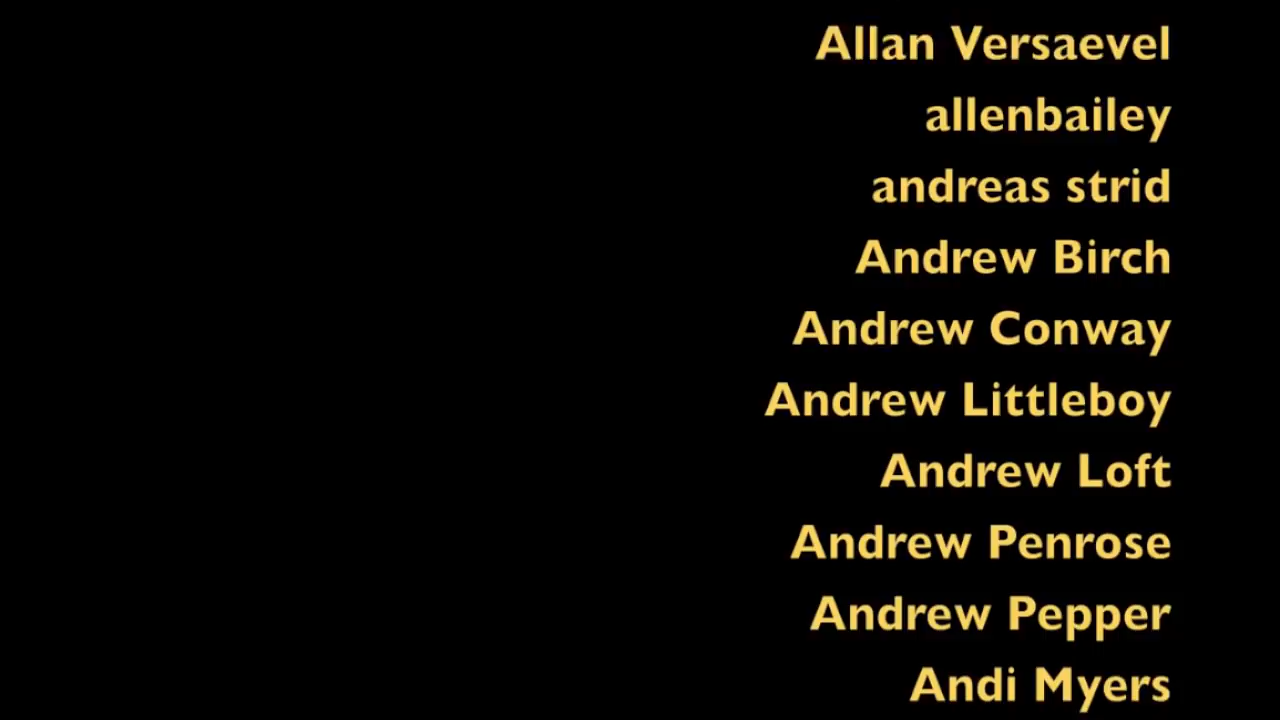 Allan Versaevel
allenbailey
andreas strid
Andrew Birch
Andrew Conway
Andrew Littleboy
Andrew Loft
Andrew Penrose
Andrew Pepper
Andi Myers